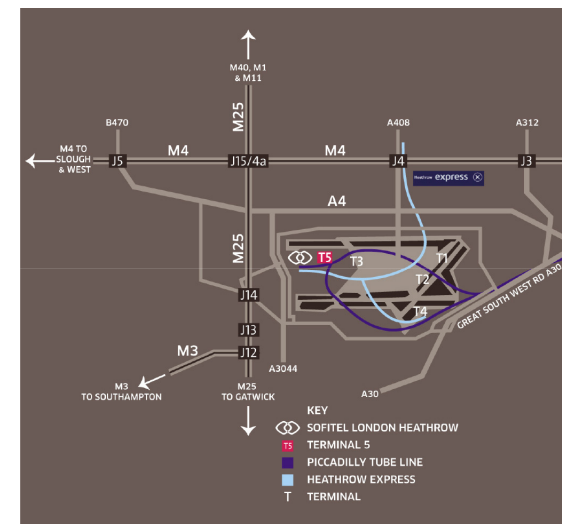 M40, M1
& M11
B470
M25
A408
A312
M4 TO
SLOUGH
& WEST
J5
M4
J15/4a
M4
J4
J3
Heathrow express
A4
M25
T5
T3
T1
T2
T4
J14
J13
J12
GREAT SOUTH WEST RD A30
M3
A3044
M3
TO SOUTHAMPTON
M25
TO GATWICK
A30
KEY
SOFITEL LONDON HEATHROW
T5 TERMINAL 5
PICCADILLY TUBE LINE
HEATHROW EXPRESS
T TERMINAL